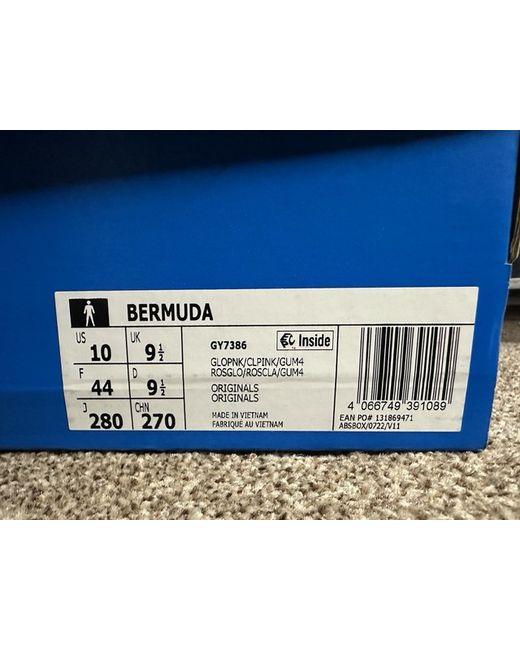 BERMUDA
US 10
UK 9½
F 44
D 9½
J 280
CHN 270
GY7386
Inside
GLOPNK/CLPINK/GUM4
ROSGLO/ROSCLA/GUM4
ORIGINALS
ORIGINALS
MADE IN VIETNAM
FABRIQUÉ AU VIETNAM
4 066749 391089
EAN PO# 131869471
ABSBOX/0722/V11